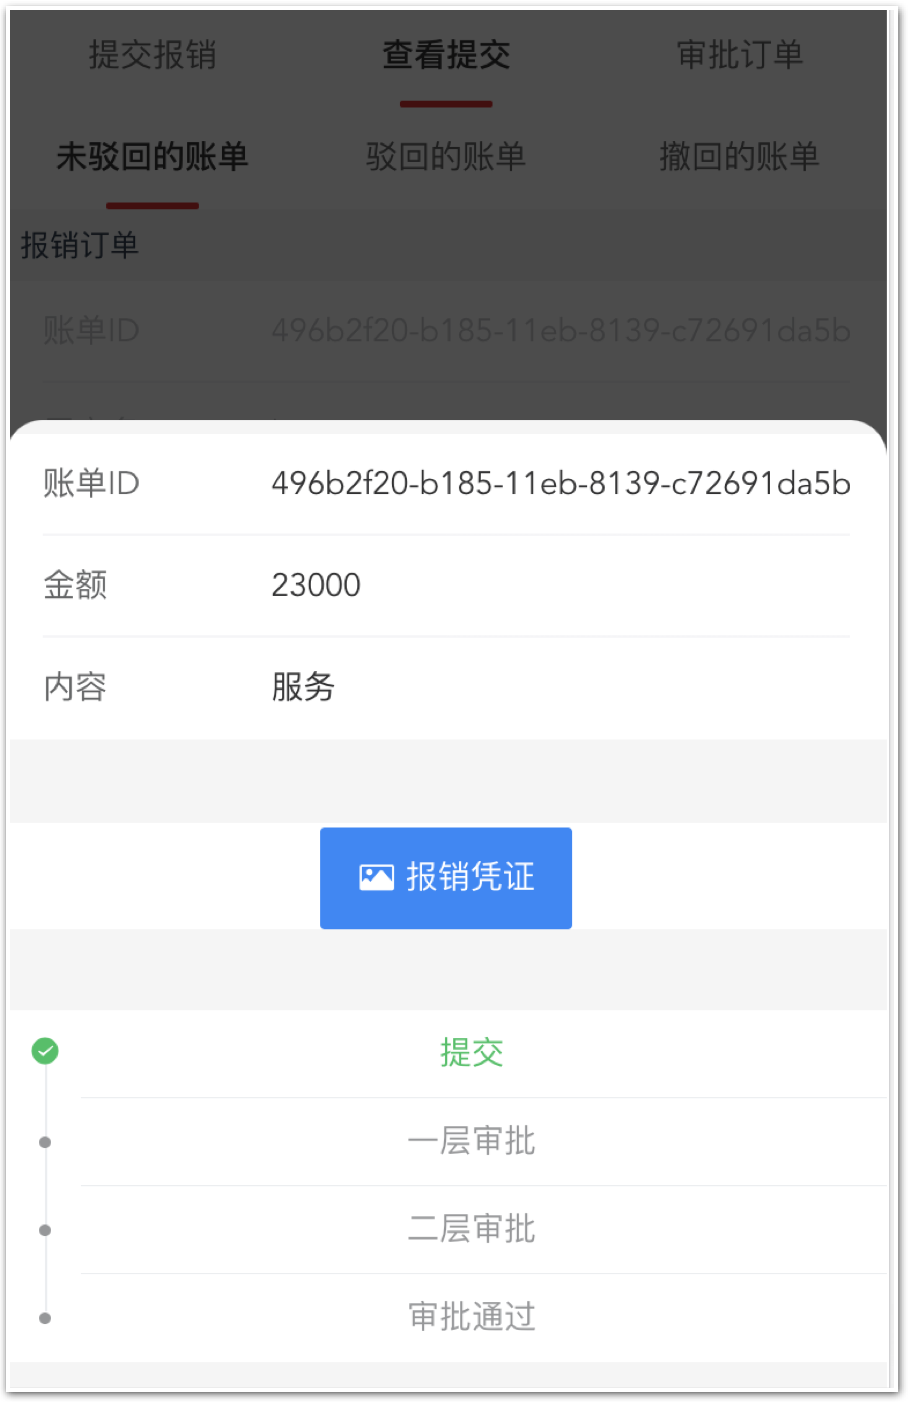 提交报销 查看提交 审批订单
未驳回的账单 驳回的账单 撤回的账单
报销订单
账单ID 496b2f20-b185-11eb-8139-c72691da5b
账单ID 496b2f20-b185-11eb-8139-c72691da5b
金额 23000
内容 服务
报销凭证
提交
一层审批
二层审批
审批通过